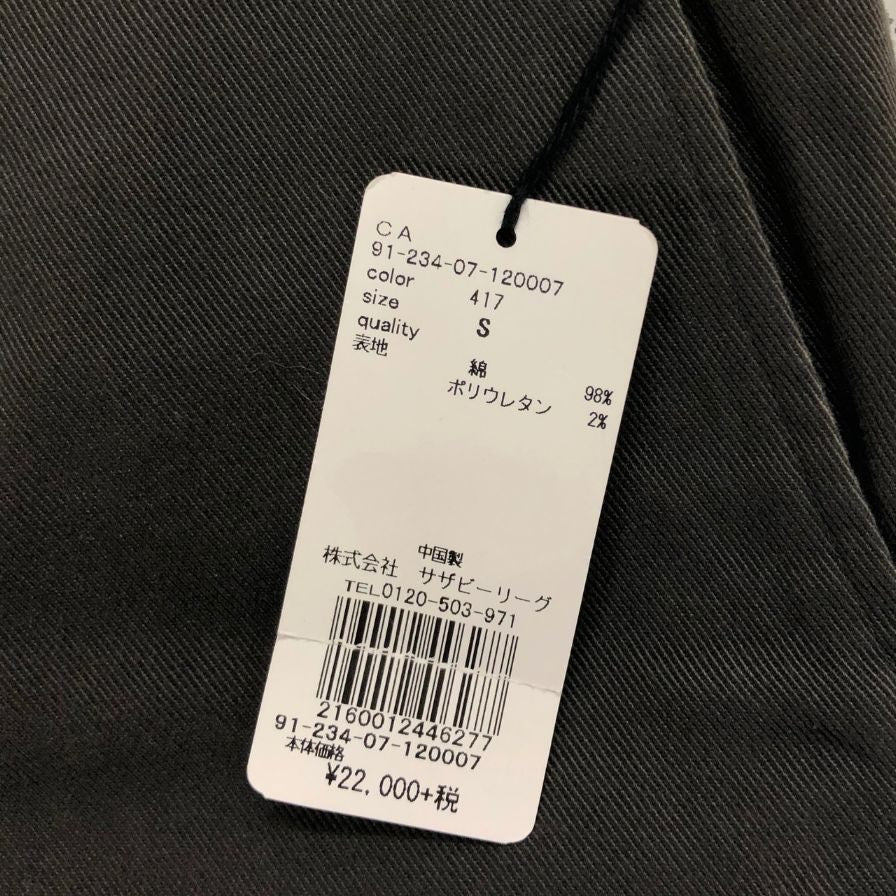 CA
91-234-07-120007
color 417
size S
quality
表地
綿 98%
ポリウレタン 2%
中国製
株式会社 サザビーリーグ
TEL0120-503-971
2160012446277
91-234-07-120007
本体価格
¥22,000+税